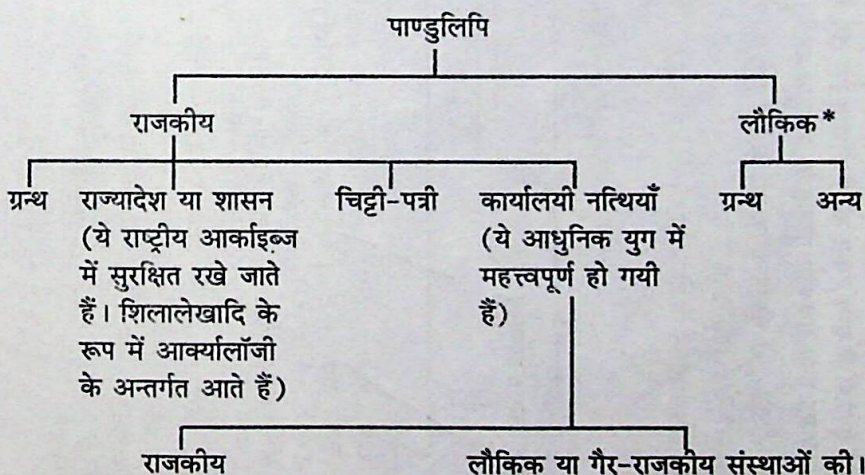 पाण्डुलिपि
राजकीय
लौकिक*
ग्रन्थ
राज्यादेश या शासन
(ये राष्ट्रीय आर्काइब्ज
में सुरक्षित रखे जाते
हैं। शिलालेखादि के
रूप में आर्क्यालॉजी
के अन्तर्गत आते हैं)
चिट्टी-पत्री
कार्यालयी नत्थियाँ
(ये आधुनिक युग में
महत्त्वपूर्ण हो गयी
हैं)
ग्रन्थ
अन्य
राजकीय
लौकिक या गैर-राजकीय संस्थाओं की।